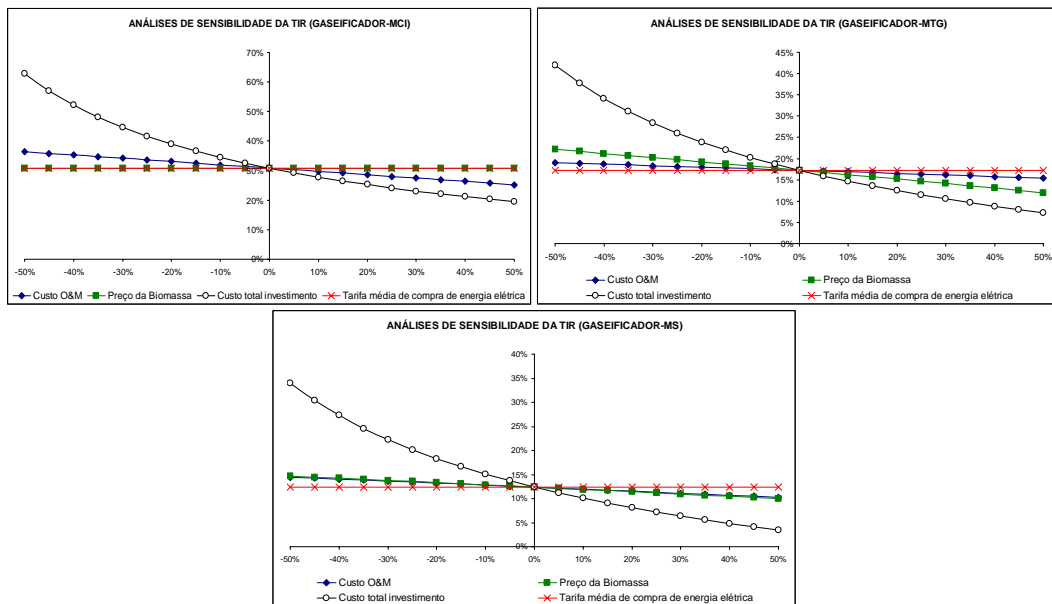 ANÁLISES DE SENSIBILIDADE DA TIR (GASEIFICADOR-MCI)
70%
60%
50%
40%
30%
20%
10%
0%
-50% -40% -30% -20% -10% 0% 10% 20% 30% 40% 50%
Custo O&M Preço da Biomassa Custo total investimento Tarifa média de compra de energia elétrica
ANÁLISES DE SENSIBILIDADE DA TIR (GASEIFICADOR-MTG)
45%
40%
35%
30%
25%
20%
15%
10%
5%
0%
-50% -40% -30% -20% -10% 0% 10% 20% 30% 40% 50%
Custo O&M Preço da Biomassa
Custo total investimento Tarifa média de compra de energia elétrica
ANÁLISES DE SENSIBILIDADE DA TIR (GASEIFICADOR-MS)
40%
35%
30%
25%
20%
15%
10%
5%
0%
-50% -40% -30% -20% -10% 0% 10% 20% 30% 40% 50%
Custo O&M Preço da Biomassa
Custo total investimento Tarifa média de compra de energia elétrica